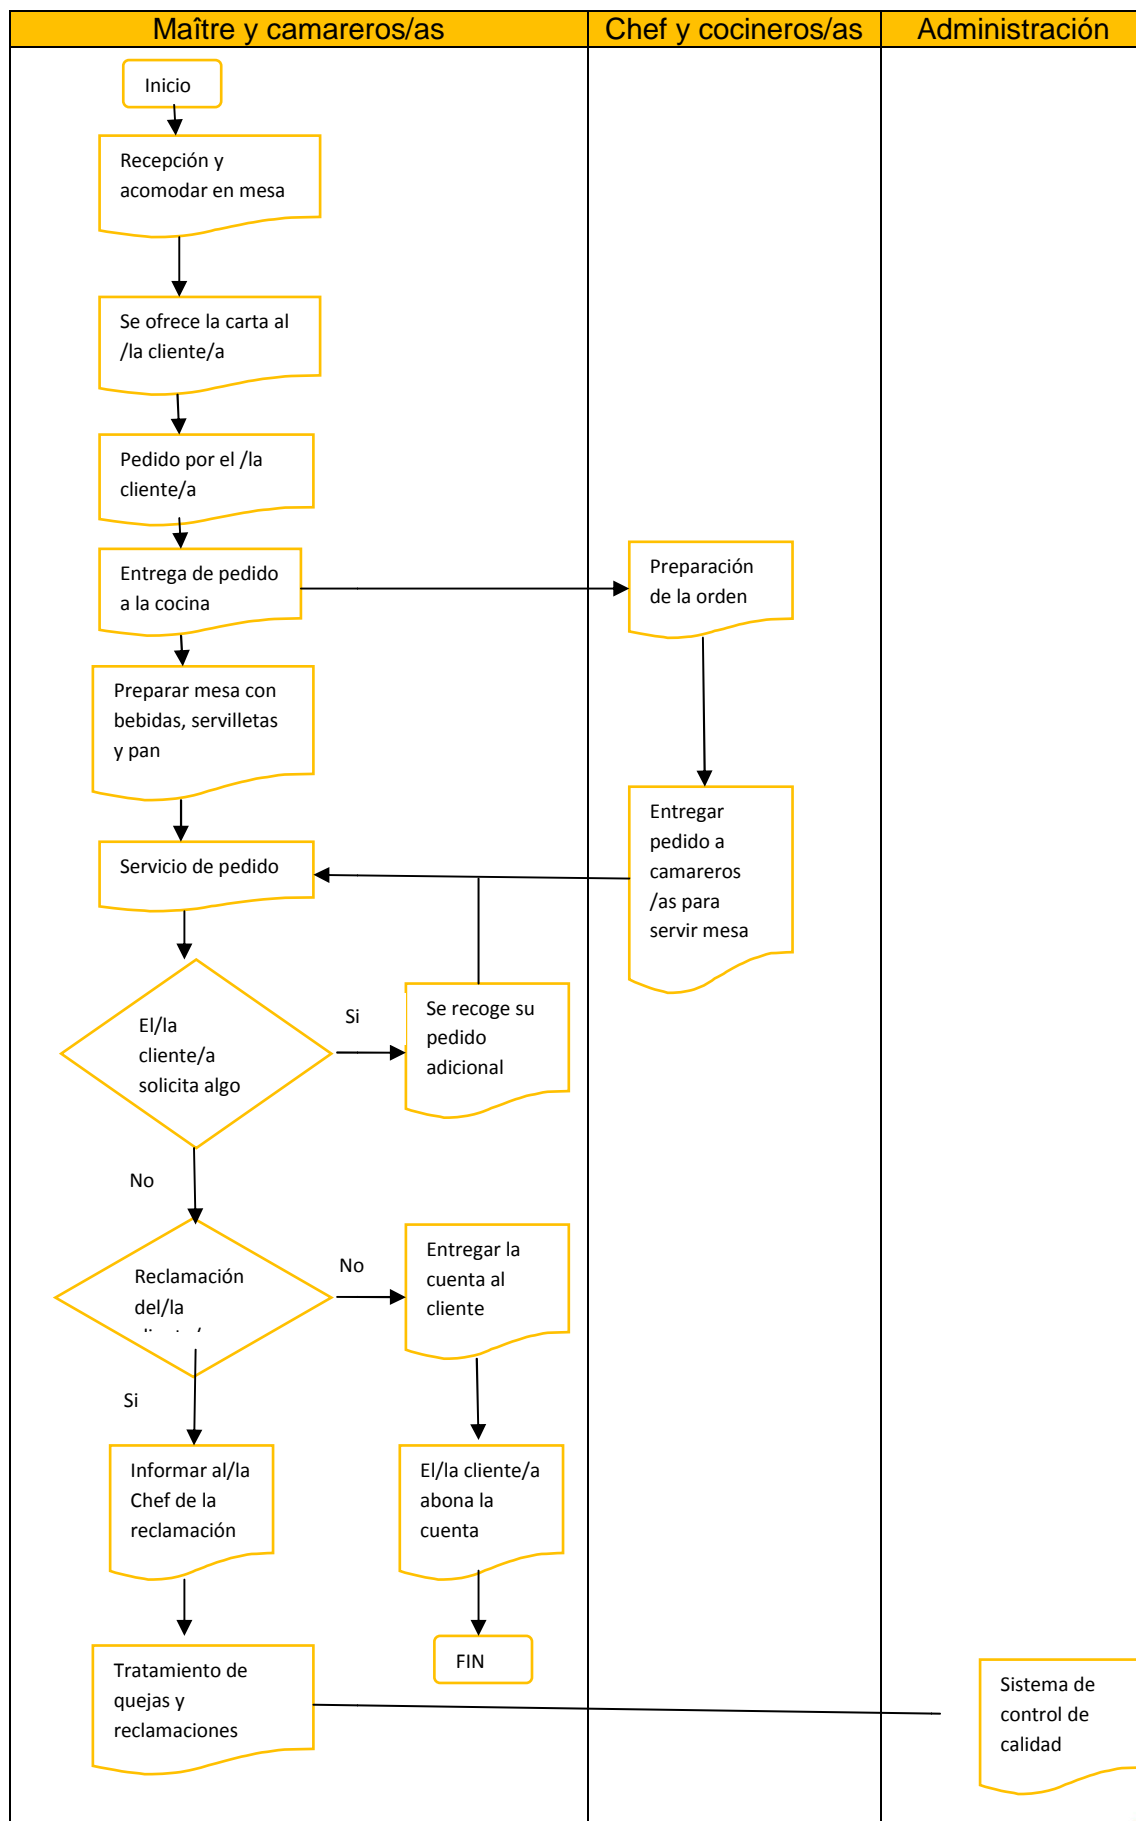 Maître y camareros/as
Chef y cocineros/as
Administración
Inicio
Recepción y
acomodar en mesa
Se ofrece la carta al
/la cliente/a
Pedido por el /la
cliente/a
Entrega de pedido
a la cocina
Preparación
de la orden
Preparar mesa con
bebidas, servilletas
y pan
Entregar
pedido a
camareros
/as para
servir mesa
Servicio de pedido
El/la
cliente/a
solicita algo
Si
Se recoge su
pedido
adicional
No
Reclamación
del/la
No
Entregar la
cuenta al
cliente
Si
Informar al/la
Chef de la
reclamación
El/la cliente/a
abona la
cuenta
FIN
Tratamiento de
quejas y
reclamaciones
Sistema de
control de
calidad